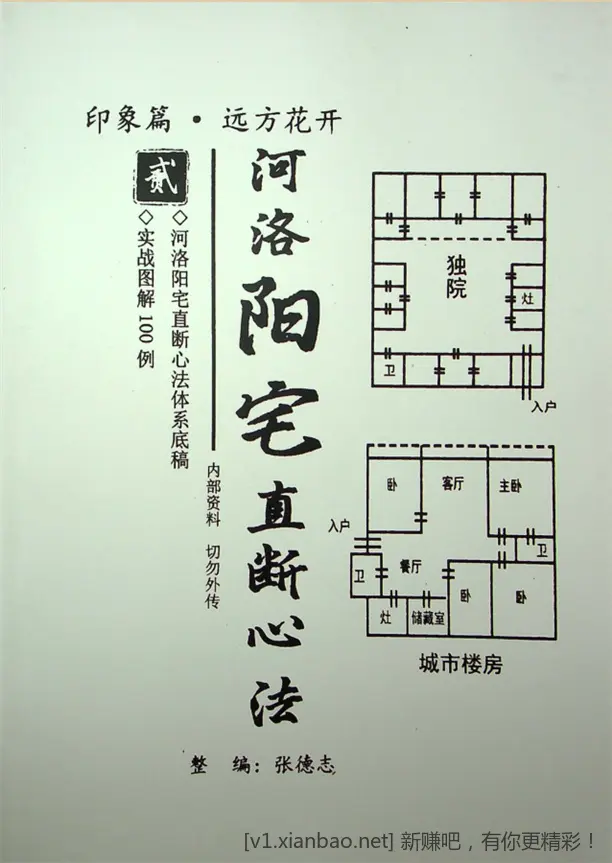 印象篇 · 远方花开
河洛阳宅直断心法
贰
◇河洛阳宅直断心法体系底稿
◇实战图解100例
内部资料 切勿外传
整 编：张德志
独院
灶
卫
入户
卧
客厅
主卧
入户
卫
餐厅
卫
灶
储藏室
卧
卧
城市楼房
[v1.xianbao.net] 新赚吧，有你更精彩！